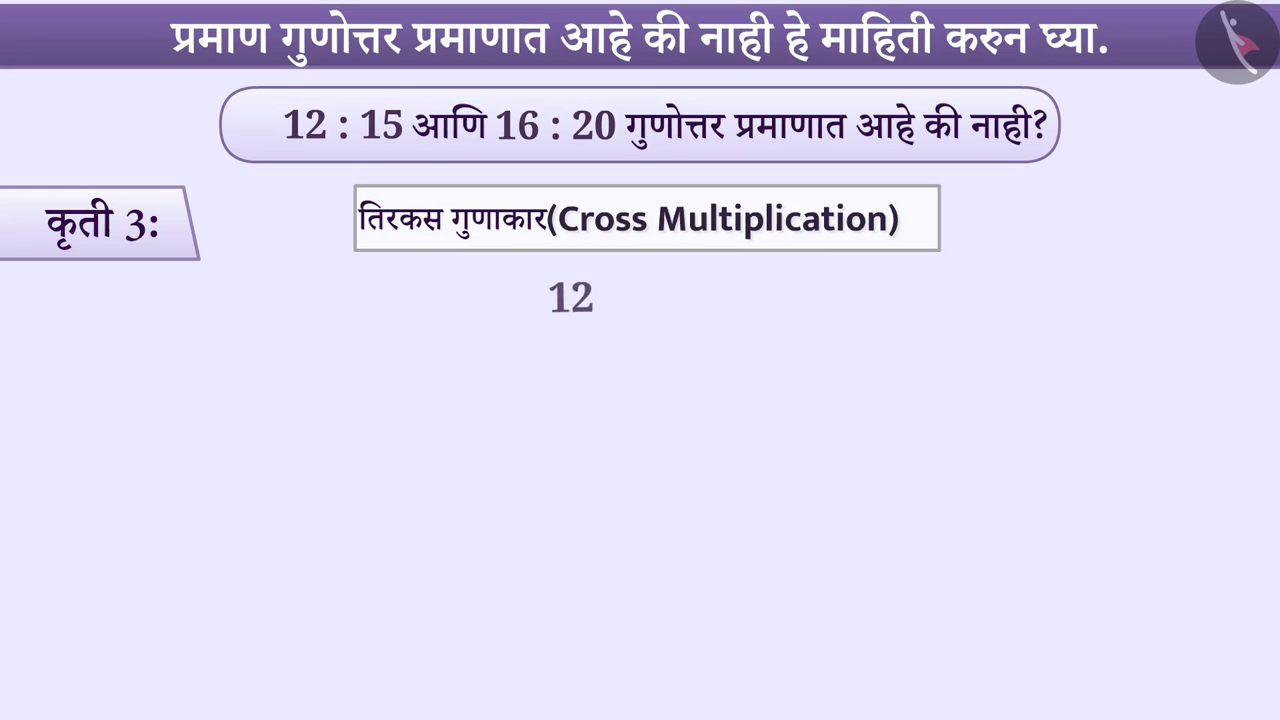 प्रमाण गुणोत्तर प्रमाणात आहे की नाही हे माहिती करुन घ्या.
12 : 15 आणि 16 : 20 गुणोत्तर प्रमाणात आहे की नाही?
कृती 3:
तिरकस गुणाकार(Cross Multiplication)
12